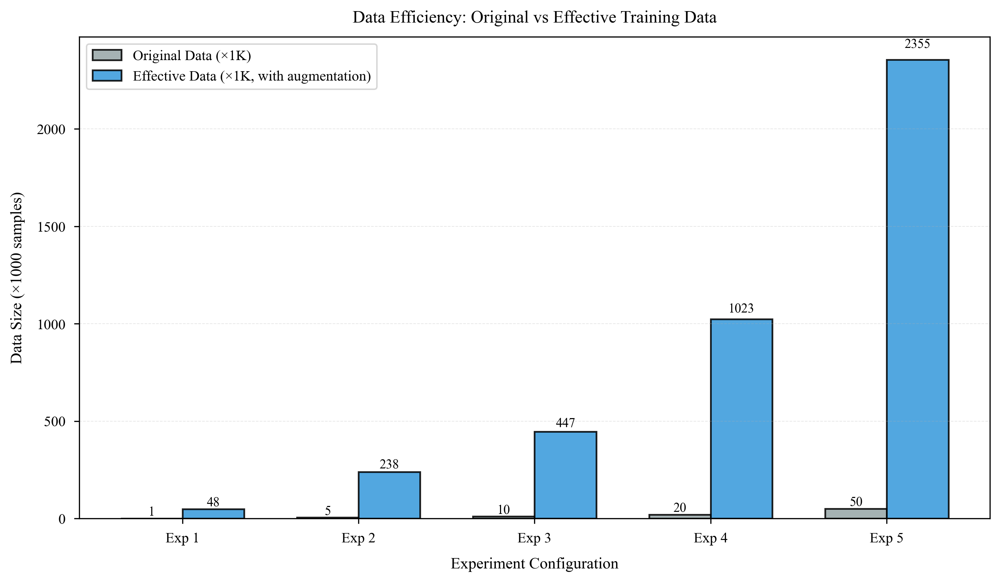 Data Efficiency: Original vs Effective Training Data
Original Data (×1K)
Effective Data (×1K, with augmentation)
Data Size (×1000 samples)
2000
1500
1000
500
0
1
48
5
238
10
447
20
1023
50
2355
Exp 1
Exp 2
Exp 3
Exp 4
Exp 5
Experiment Configuration